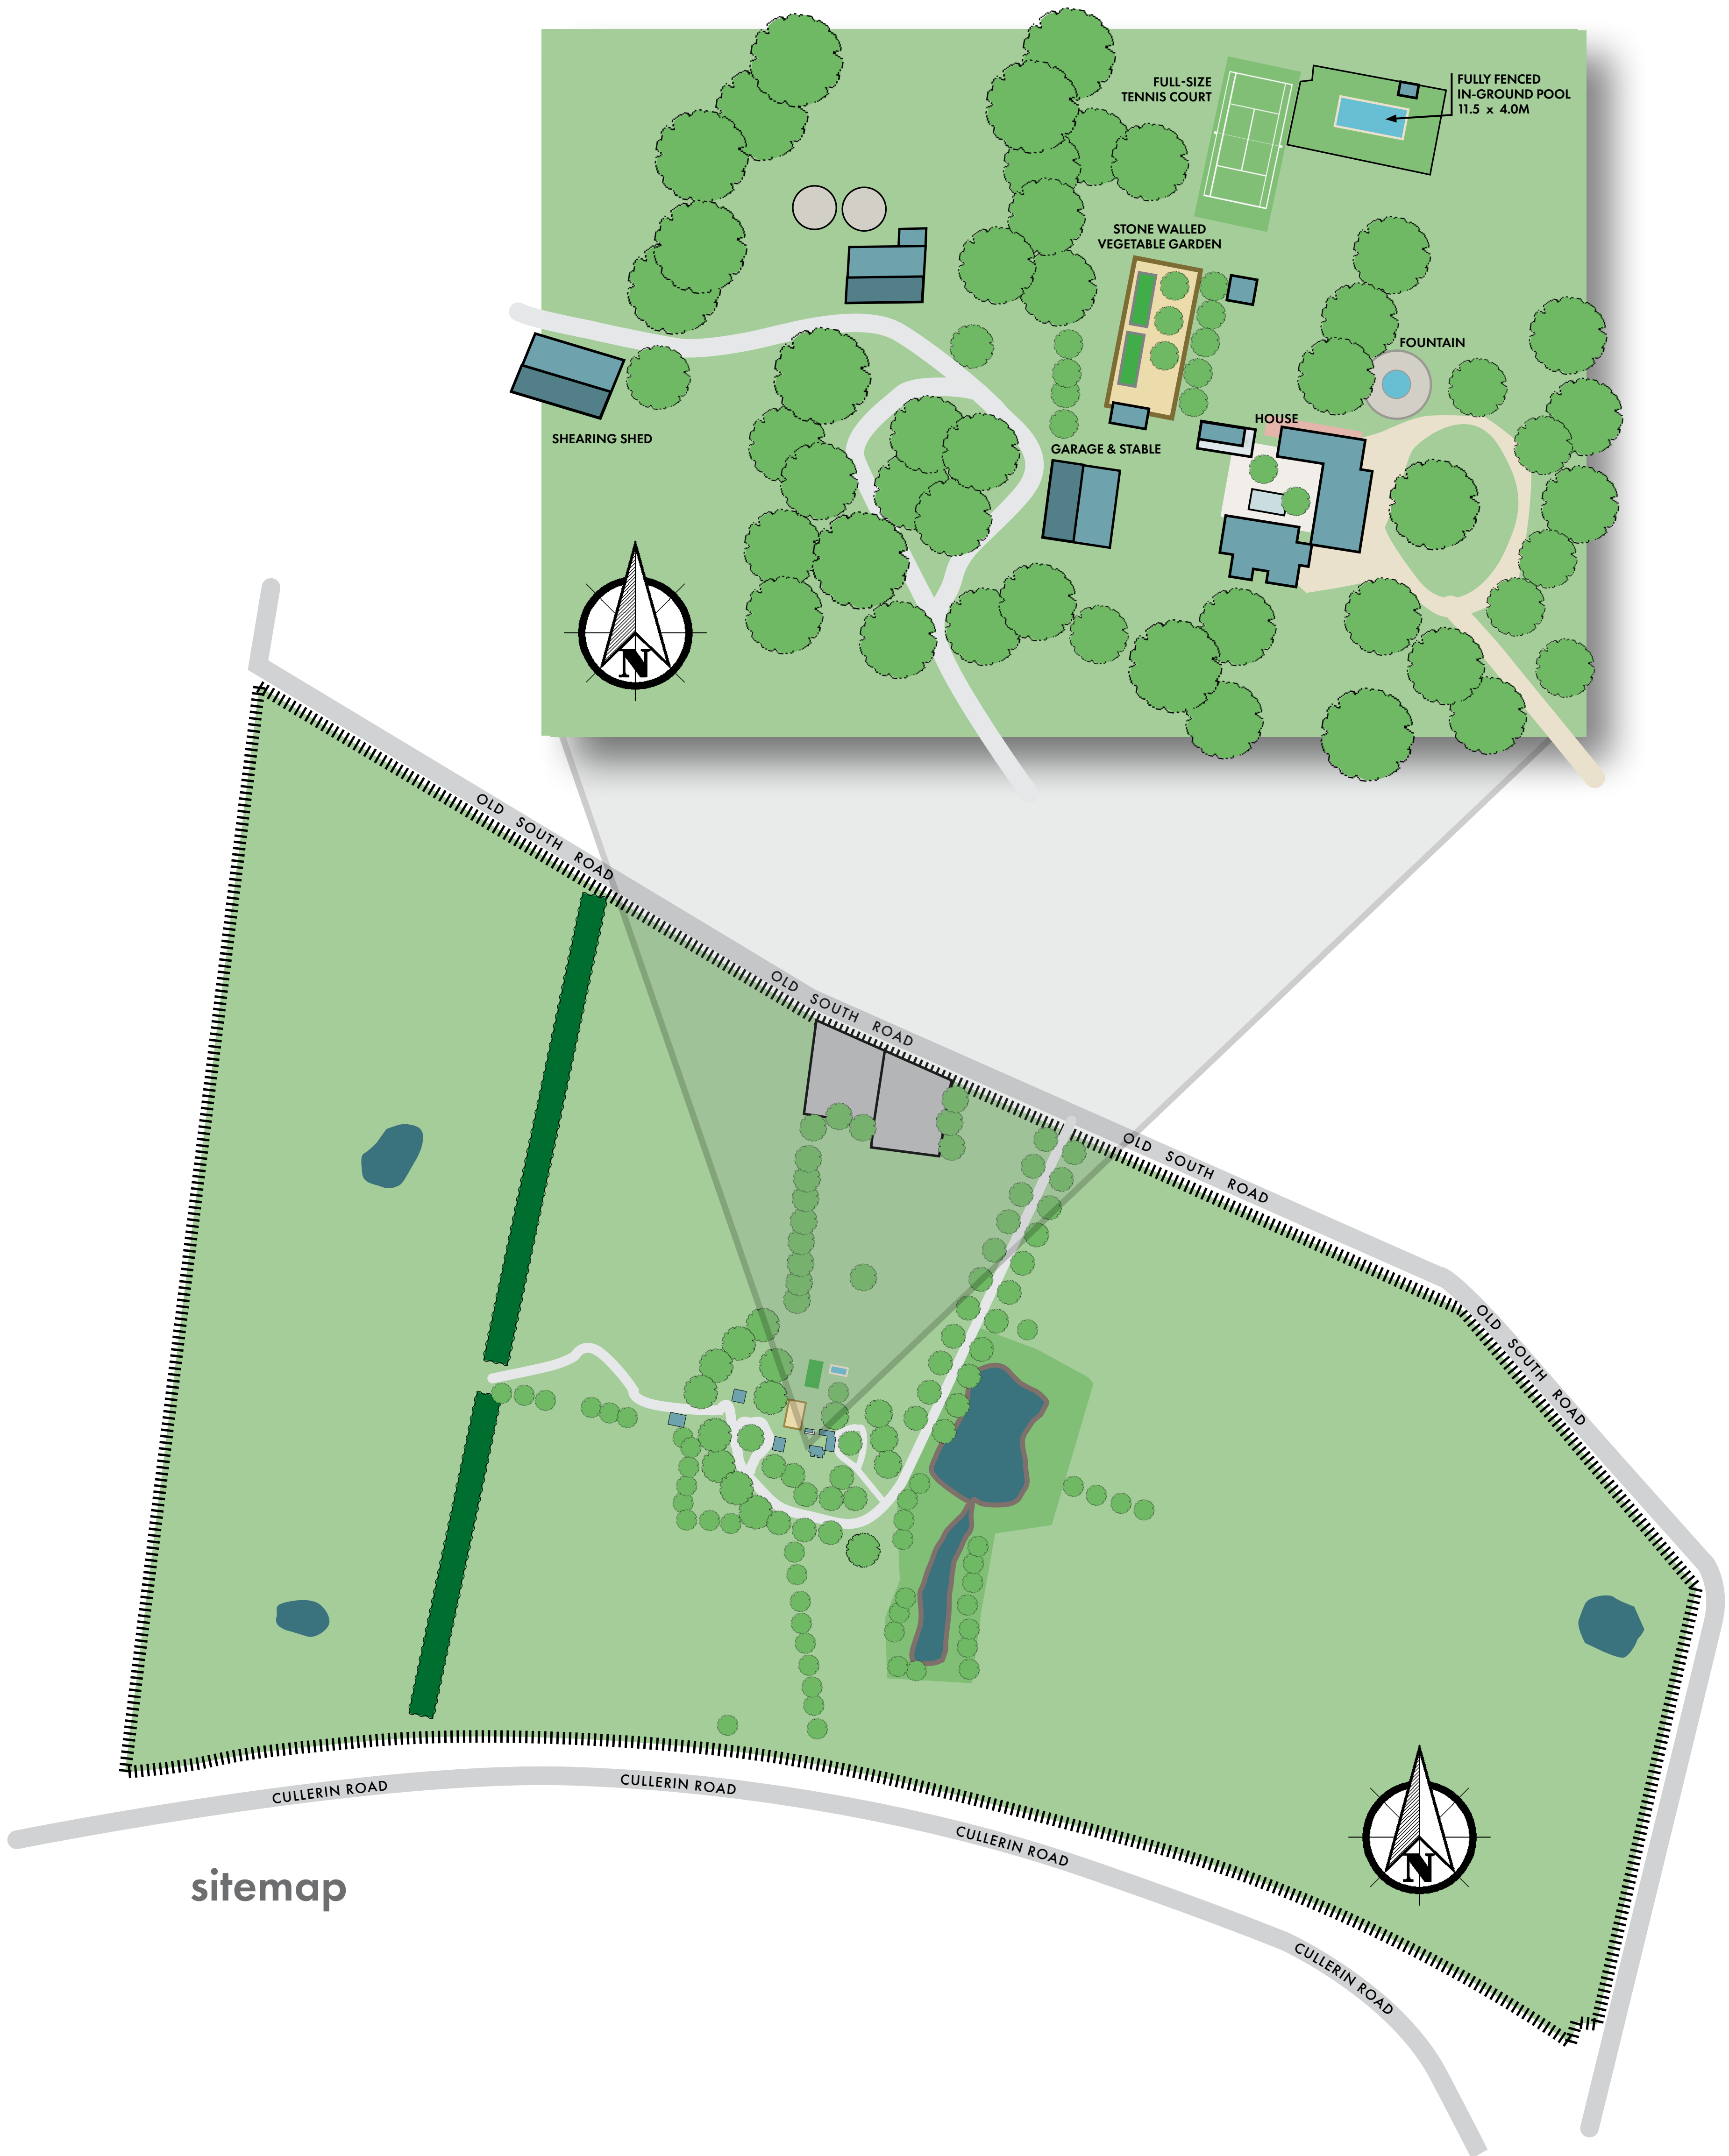 FULL-SIZE
TENNIS COURT
FULLY FENCED
IN-GROUND POOL
11.5 x 4.0M
STONE WALLED
VEGETABLE GARDEN
FOUNTAIN
HOUSE
SHEARING SHED
GARAGE & STABLE
N
OLD SOUTH ROAD
OLD SOUTH ROAD
OLD SOUTH ROAD
OLD SOUTH ROAD
CULLERIN ROAD
CULLERIN ROAD
CULLERIN ROAD
N
sitemap
CULLERIN ROAD